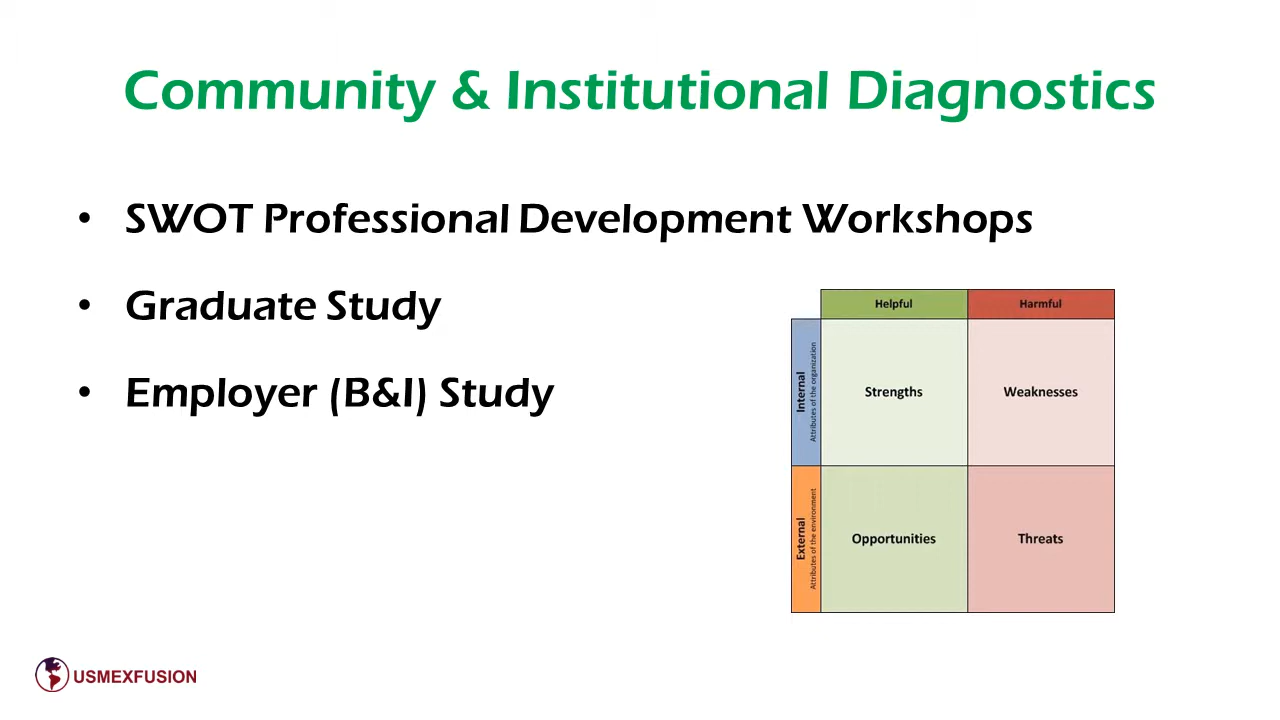 Community & Institutional Diagnostics
• SWOT Professional Development Workshops
• Graduate Study
• Employer (B&I) Study
Helpful
Harmful
Internal
Attributes of the organization
Strengths
Weaknesses
External
Attributes of the environment
Opportunities
Threats
USMEXFUSION